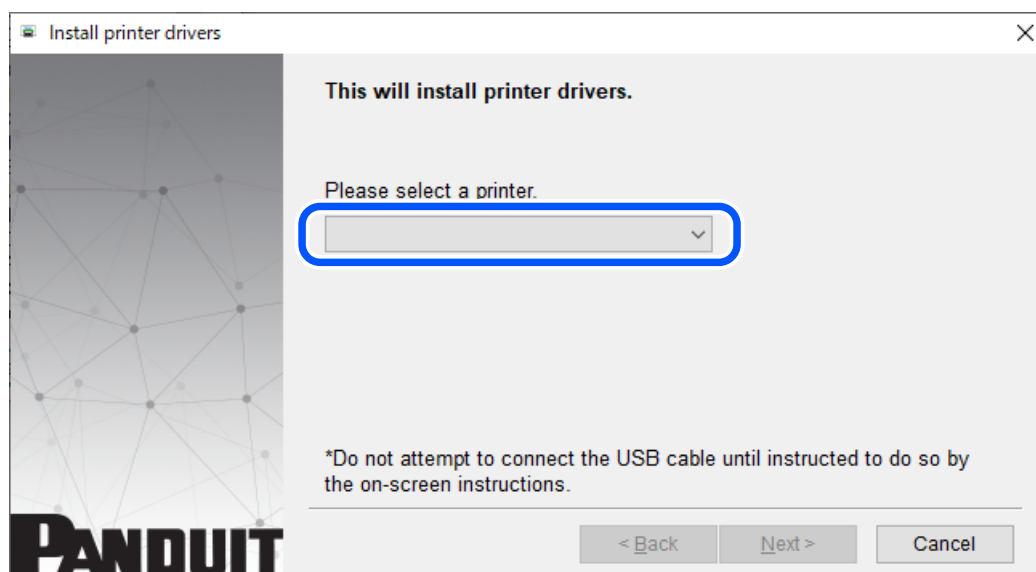 Install printer drivers
This will install printer drivers.
Please select a printer.
*Do not attempt to connect the USB cable until instructed to do so by
the on-screen instructions.
PANDUIT
< Back Next > Cancel